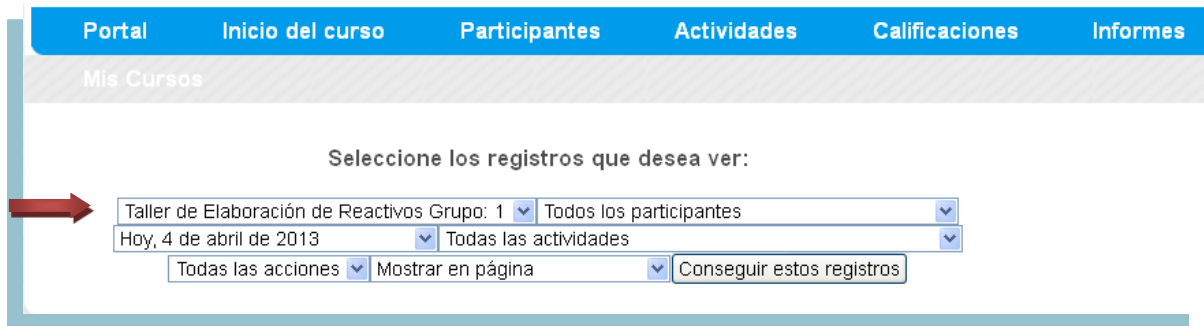 Portal Inicio del curso Participantes Actividades Calificaciones Informes
Mis Cursos
Seleccione los registros que desea ver:
Taller de Elaboración de Reactivos Grupo: 1 Todos los participantes
Hoy, 4 de abril de 2013 Todas las actividades
Todas las acciones Mostrar en página Conseguir estos registros